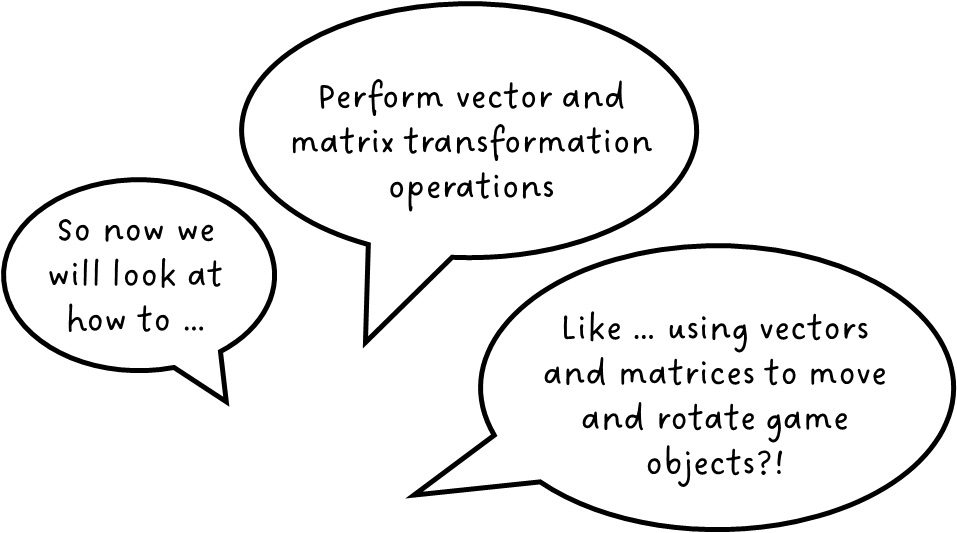 So now we
will look at
how to ...
Perform vector and
matrix transformation
operations
Like ... using vectors
and matrices to move
and rotate game
objects?!